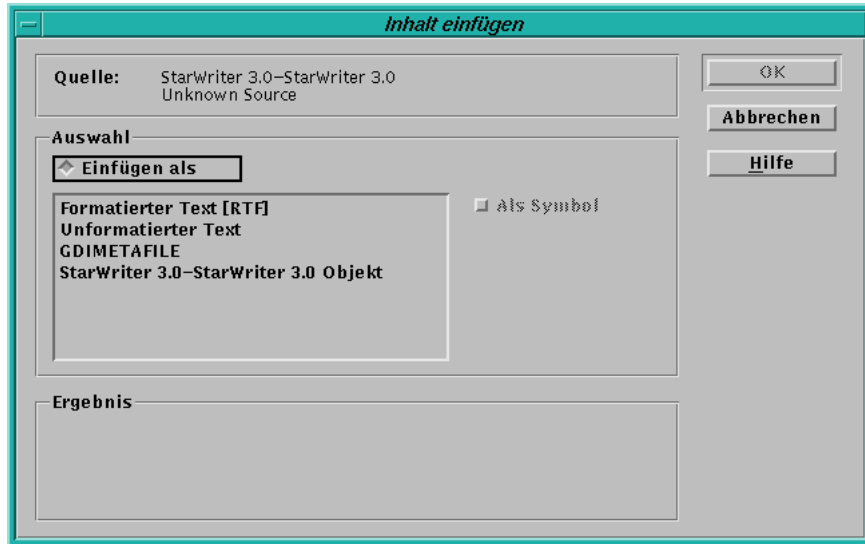 Inhalt einfügen
Quelle: StarWriter 3.0-StarWriter 3.0
Unknown Source
OK
Abbrechen
Hilfe
Auswahl
Einfügen als
Formatierter Text [RTF]
Unformatierter Text
GDIMETAFILE
StarWriter 3.0-StarWriter 3.0 Objekt
Als Symbol
Ergebnis